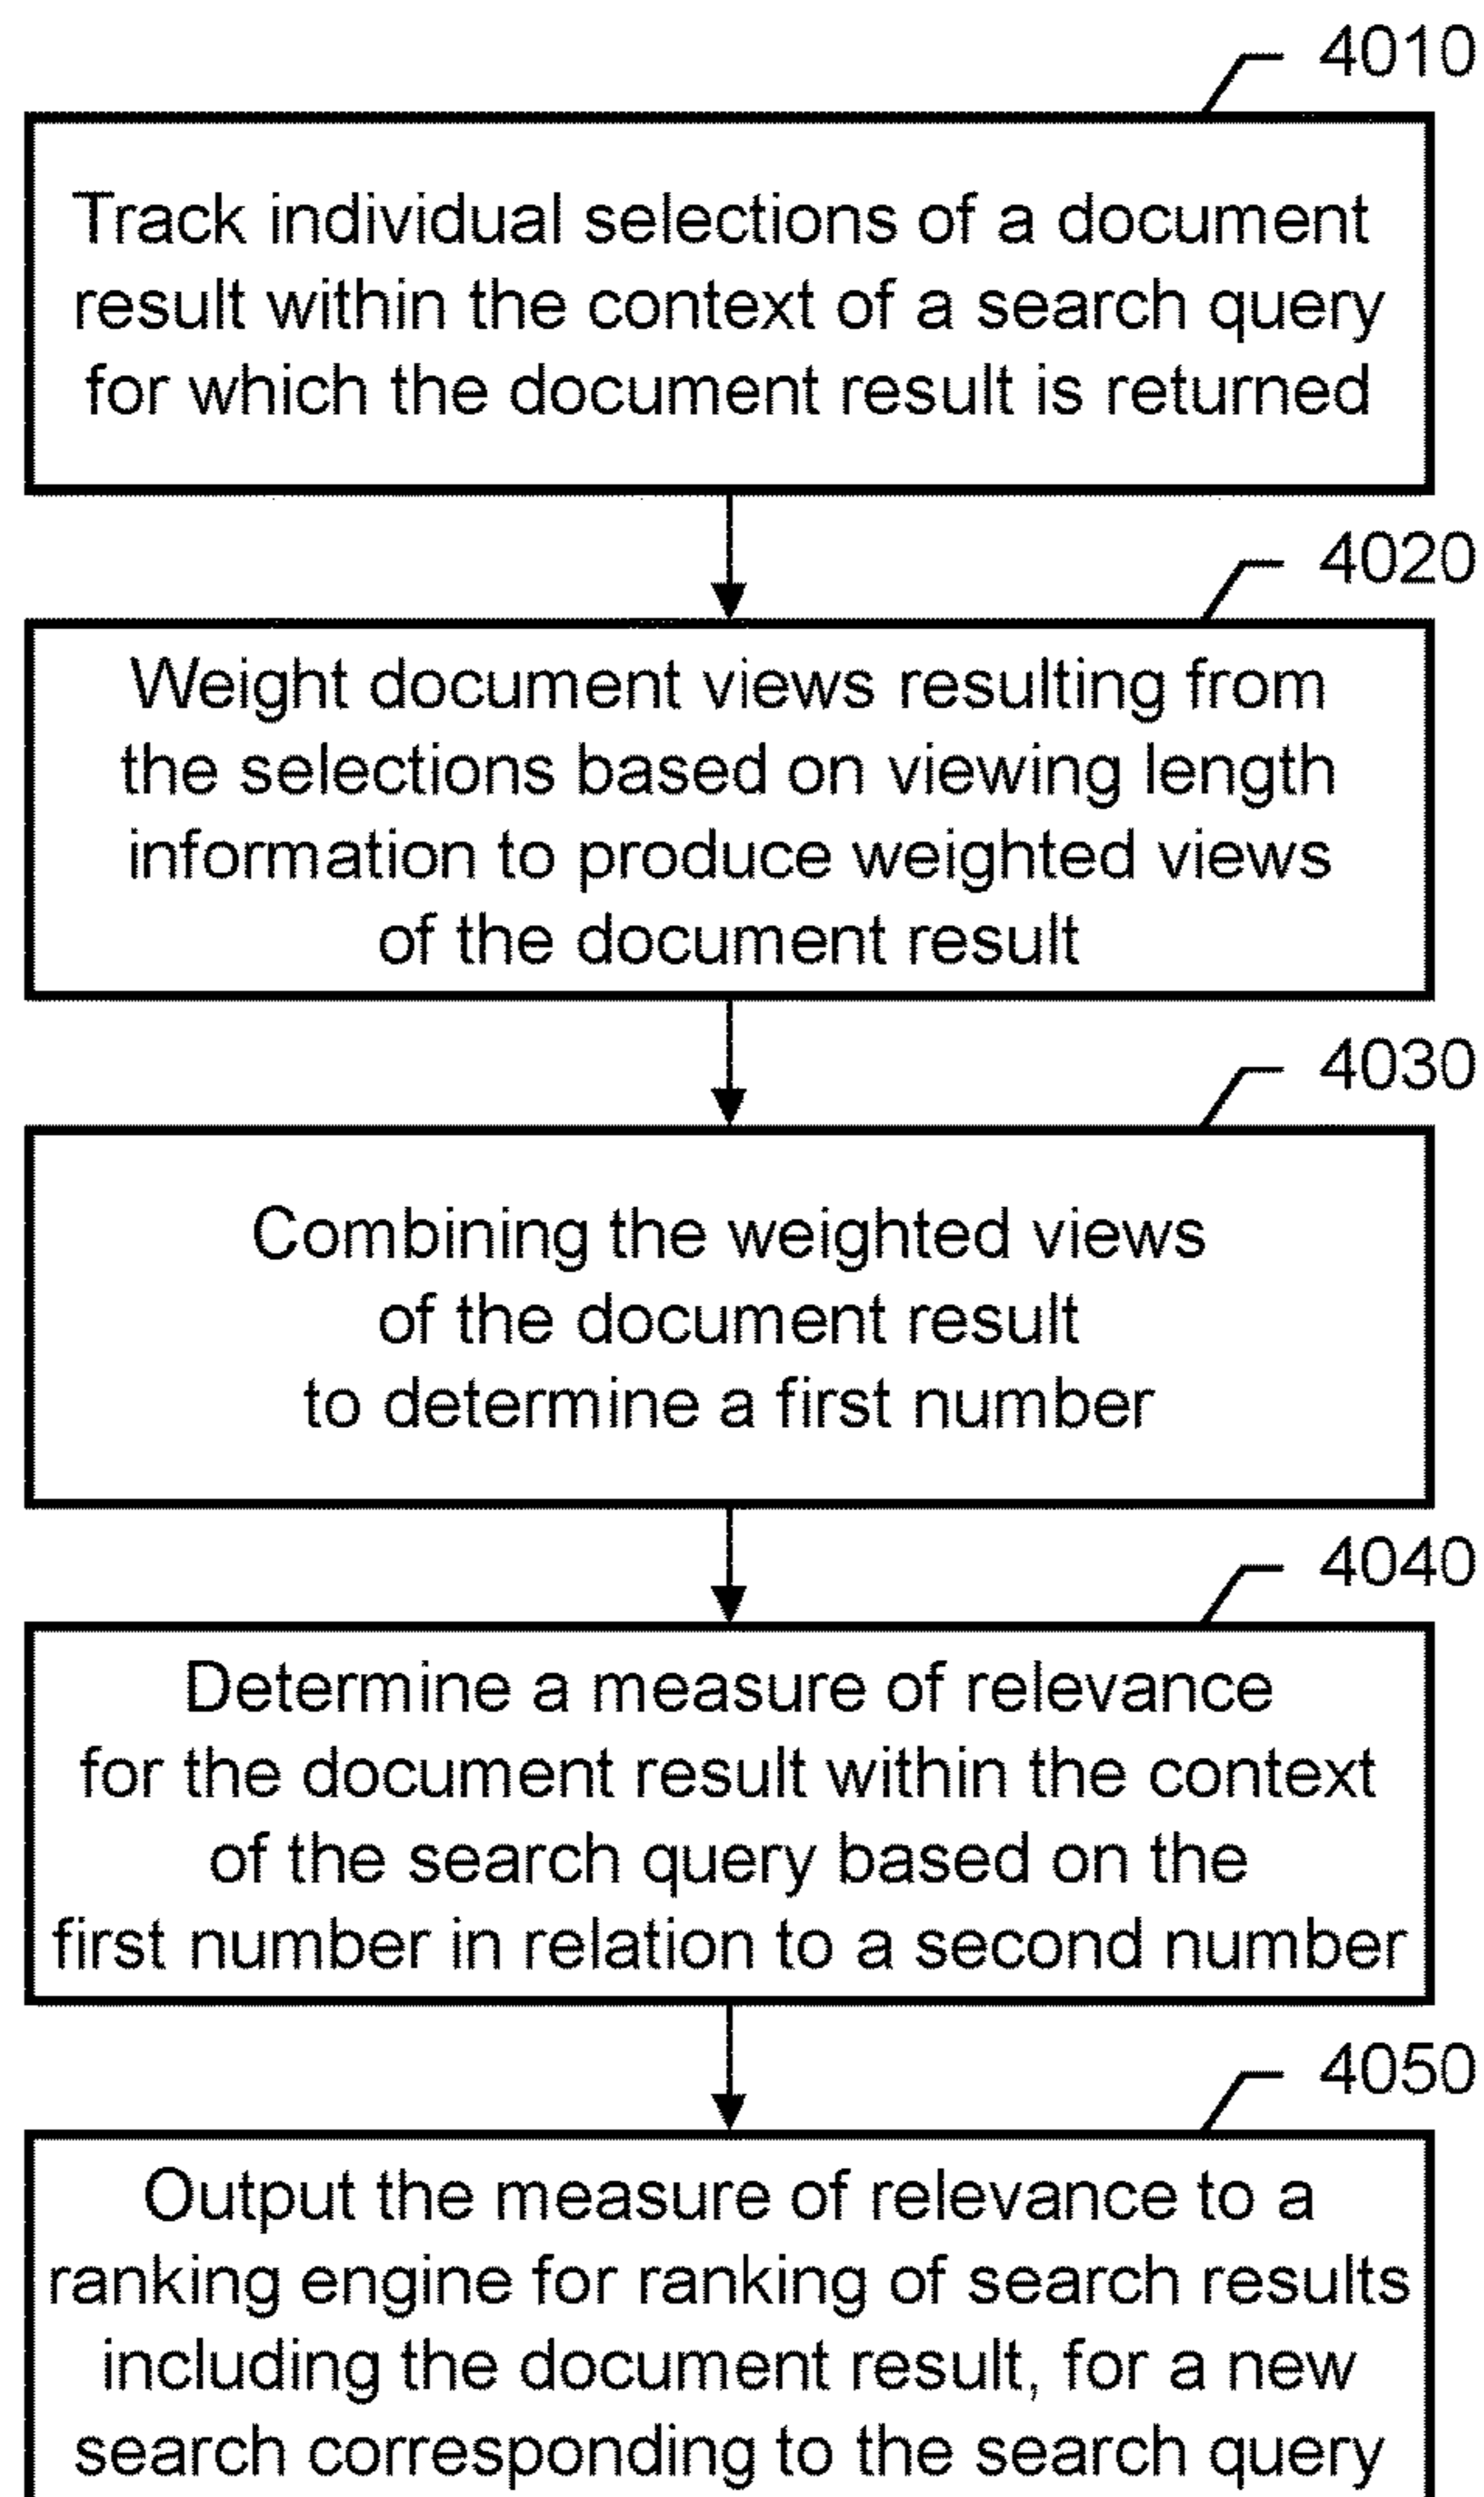 4010
Track individual selections of a document
result within the context of a search query
for which the document result is returned
4020
Weight document views resulting from
the selections based on viewing length
information to produce weighted views
of the document result
4030
Combining the weighted views
of the document result
to determine a first number
4040
Determine a measure of relevance
for the document result within the context
of the search query based on the
first number in relation to a second number
4050
Output the measure of relevance to a
ranking engine for ranking of search results
including the document result, for a new
search corresponding to the search query